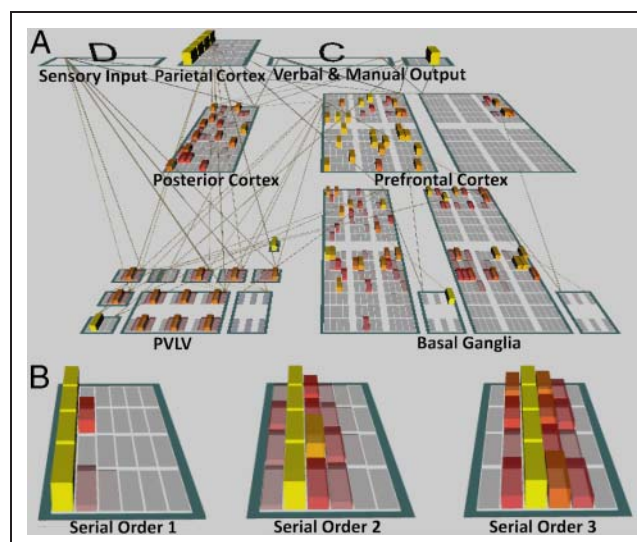 A
D
C
Sensory Input Parietal Cortex Verbal & Manual Output
Posterior Cortex Prefrontal Cortex
PVLV Basal Ganglia
B
Serial Order 1 Serial Order 2 Serial Order 3